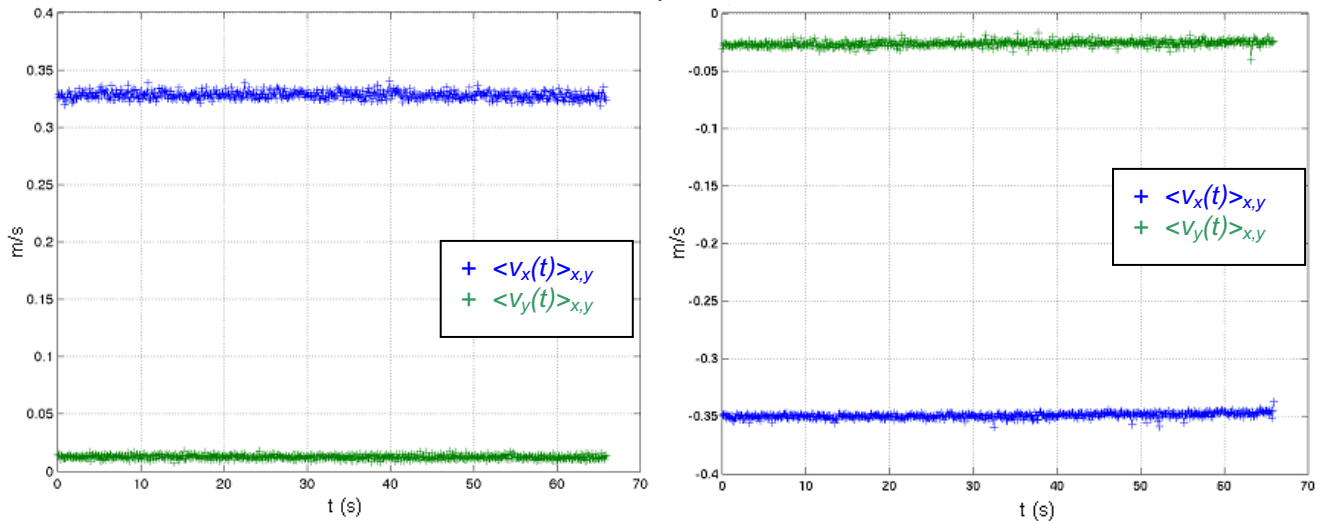 0.4
0.35
0.3
0.25
0.2
0.15
0.1
0.05
0
m/s
0 10 20 30 40 50 60 70
t (s)
+ <vx(t)>x,y
+ <vy(t)>x,y
0
-0.05
-0.1
-0.15
-0.2
-0.25
-0.3
-0.35
-0.4
m/s
0 10 20 30 40 50 60 70
t (s)
+ <vx(t)>x,y
+ <vy(t)>x,y